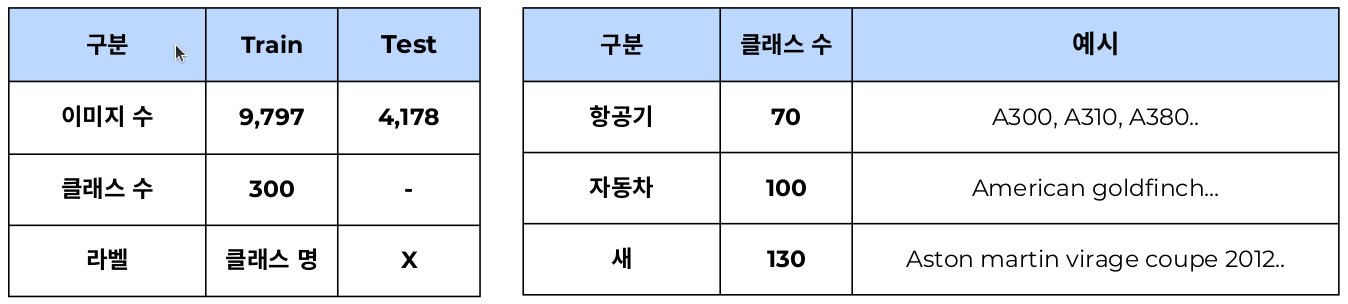 구분 Train Test
이미지 수 9,797 4,178
클래스 수 300 -
라벨 클래스 명 X
구분 클래스 수 예시
항공기 70 A300, A310, A380..
자동차 100 American goldfinch...
새 130 Aston martin virage coupe 2012..